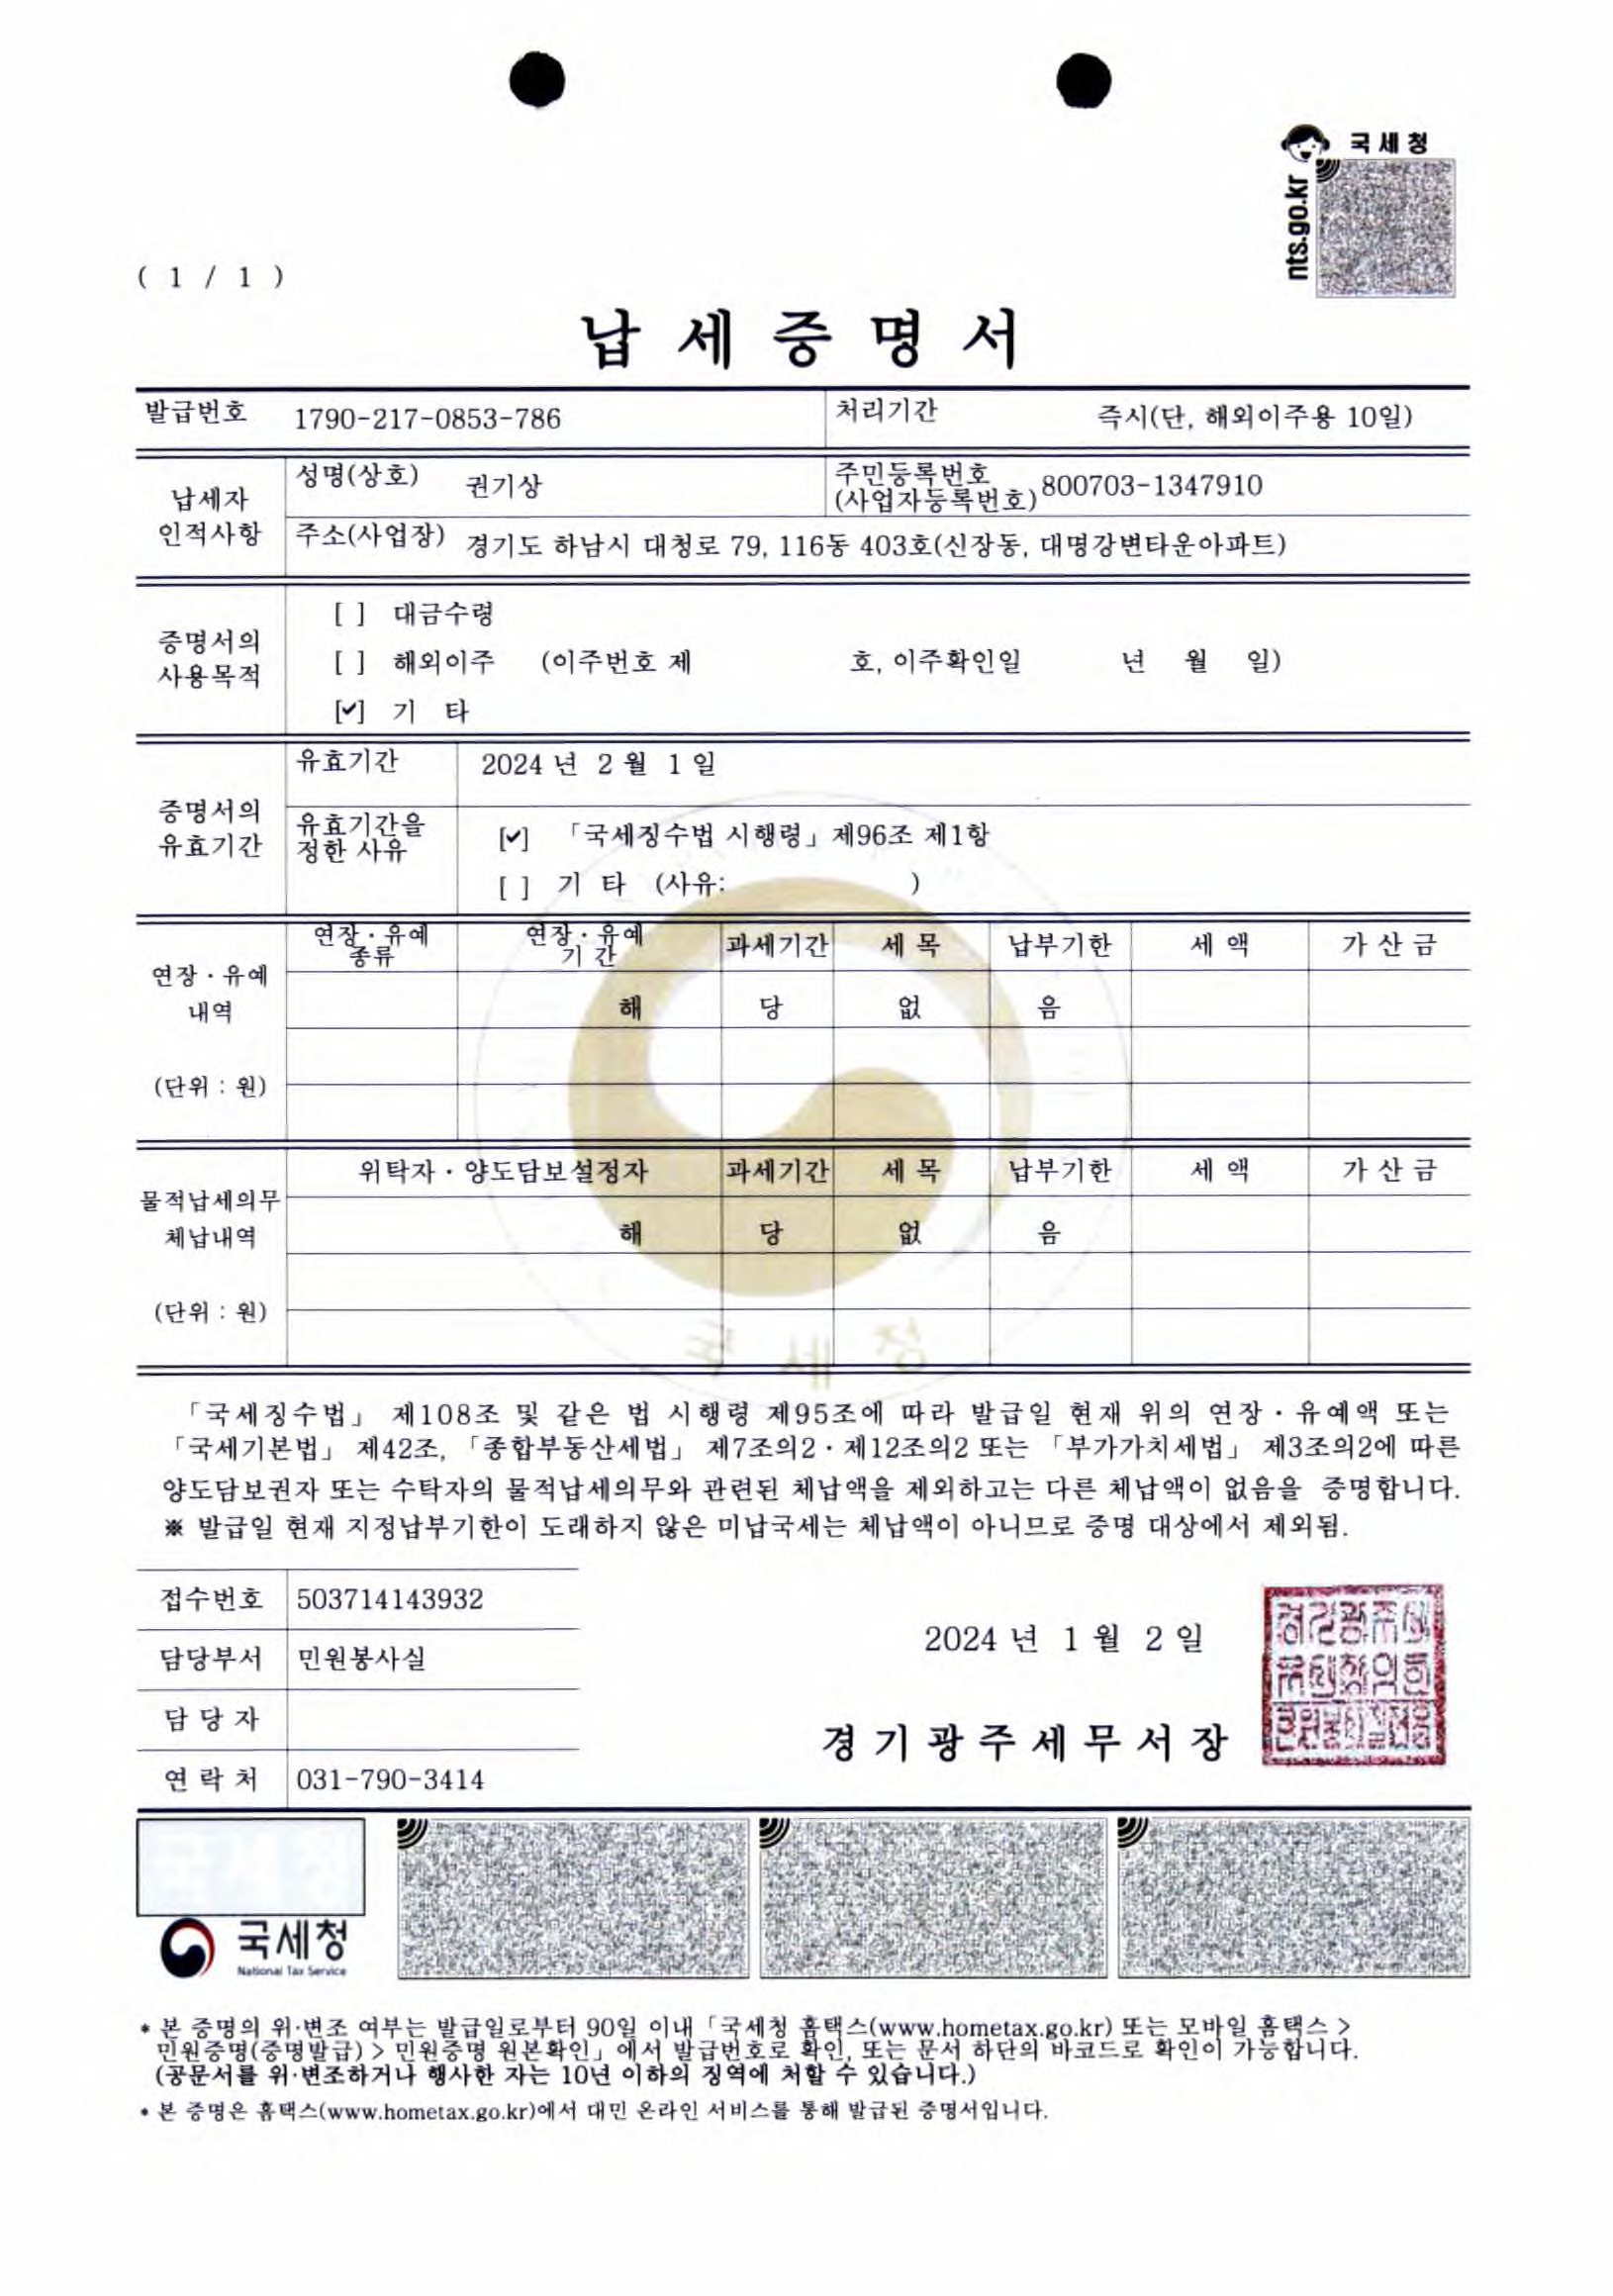 국세청
nts.go.kr
( 1 / 1 )
납 세 증 명 서
발급번호 1790-217-0853-786 처리기간 즉시(단, 해외이주용 10일)
납세자 인적사항
성명(상호) 권기상 주민등록번호 (사업자등록번호) 800703-1347910
주소(사업장) 경기도 하남시 대청로 79, 116동 403호(신장동, 대명강변타운아파트)
증명서의 사용목적
[ ] 대금수령
[ ] 해외이주 (이주번호 제 호, 이주확인일 년 월 일)
[✔] 기 타
증명서의 유효기간
유효기간 2024 년 2 월 1 일
유효기간을 정한 사유
[✔] 「국세징수법 시행령」 제96조 제1항
[ ] 기 타 (사유: )
연장·유예 내역 (단위 : 원)
연장·유예 종류 연장·유예 기 간 과세기간 세 목 납부기한 세 액 가 산 금
해 당 없 음
물적납세의무 체납내역 (단위 : 원)
위탁자·양도담보설정자 과세기간 세 목 납부기한 세 액 가 산 금
해 당 없 음
「국세징수법」 제108조 및 같은 법 시행령 제95조에 따라 발급일 현재 위의 연장·유예액 또는
「국세기본법」 제42조, 「종합부동산세법」 제7조의2·제12조의2 또는 「부가가치세법」 제3조의2에 따른
양도담보권자 또는 수탁자의 물적납세의무와 관련된 체납액을 제외하고는 다른 체납액이 없음을 증명합니다.
※ 발급일 현재 지정납부기한이 도래하지 않은 미납국세는 체납액이 아니므로 증명 대상에서 제외됨.
접수번호 503714143932
담당부서 민원봉사실
담 당 자
연 락 처 031-790-3414
2024 년 1 월 2 일
경 기 광 주 세 무 서 장
국세청
국세청
National Tax Service
* 본 증명의 위·변조 여부는 발급일로부터 90일 이내「국세청 홈택스(www.hometax.go.kr) 또는 모바일 홈택스 >
민원증명(증명발급) > 민원증명 원본확인」에서 발급번호로 확인, 또는 문서 하단의 바코드로 확인이 가능합니다.
(공문서를 위·변조하거나 행사한 자는 10년 이하의 징역에 처할 수 있습니다.)
* 본 증명은 홈택스(www.hometax.go.kr)에서 대민 온라인 서비스를 통해 발급된 증명서입니다.